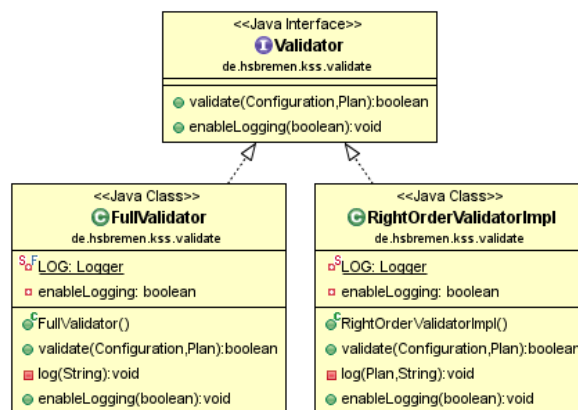 <<Java Interface>>
I Validator
de.hsbremen.kss.validate
validate(Configuration,Plan):boolean
enableLogging(boolean):void
<<Java Class>>
C FullValidator
de.hsbremen.kss.validate
S F LOG: Logger
enableLogging: boolean
C FullValidator()
validate(Configuration,Plan):boolean
log(String):void
enableLogging(boolean):void
<<Java Class>>
C RightOrderValidatorImpl
de.hsbremen.kss.validate
S LOG: Logger
enableLogging: boolean
C RightOrderValidatorImpl()
validate(Configuration,Plan):boolean
log(Plan,String):void
enableLogging(boolean):void